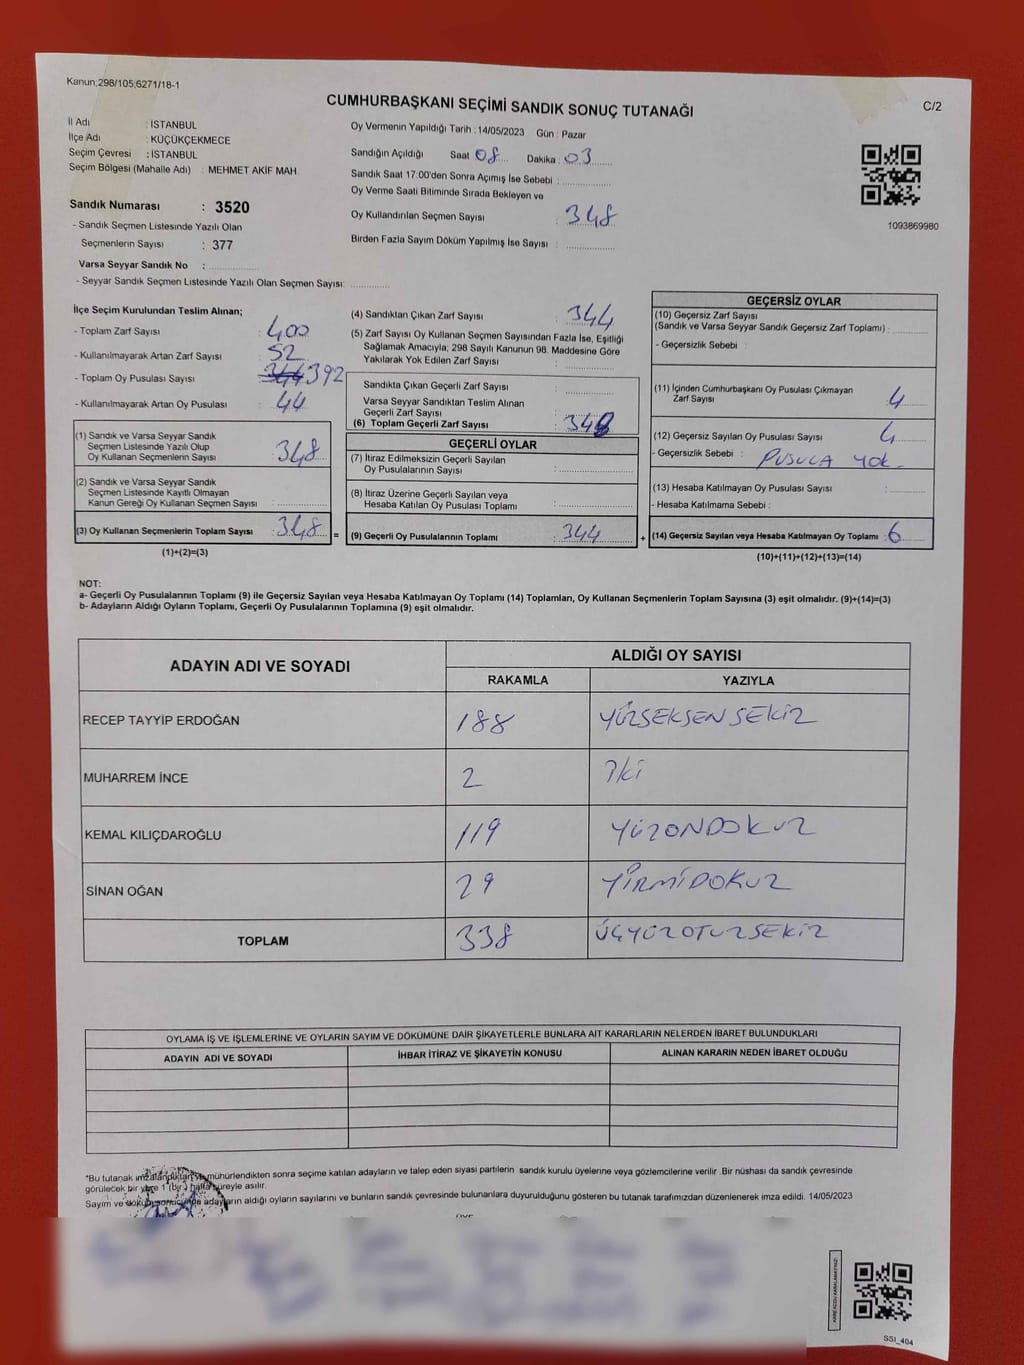 Kanun:298/105,6271/18-1
CUMHURBAŞKANI SEÇİMİ SANDIK SONUÇ TUTANAĞI
C/2
İl Adı : İSTANBUL
İlçe Adı : KÜÇÜKÇEKMECE
Seçim Çevresi : İSTANBUL
Seçim Bölgesi (Mahalle Adı) : MEHMET AKİF MAH.
Sandık Numarası : 3520
- Sandık Seçmen Listesinde Yazılı Olan
Seçmenlerin Sayısı : 377
Varsa Seyyar Sandık No :
- Seyyar Sandık Seçmen Listesinde Yazılı Olan Seçmen Sayısı:
Oy Vermenin Yapıldığı Tarih : 14/05/2023 Gün : Pazar
Sandığın Açıldığı Saat 08 Dakika : 03
Sandık Saat 17:00'den Sonra Açımış İse Sebebi :
Oy Verme Saati Bitiminde Sırada Bekleyen ve
Oy Kullandırılan Seçmen Sayısı : 348
Birden Fazla Sayım Döküm Yapılmış İse Sayısı :
1093869980
İlçe Seçim Kurulundan Teslim Alınan;
- Toplam Zarf Sayısı : 400
- Kullanılmayarak Artan Zarf Sayısı : 52
- Toplam Oy Pusulası Sayısı : 344 392
- Kullanılmayarak Artan Oy Pusulası : 44
(1) Sandık ve Varsa Seyyar Sandık
Seçmen Listesinde Yazılı Olup
Oy Kullanan Seçmenlerin Sayısı : 348
(2) Sandık ve Varsa Seyyar Sandık
Seçmen Listesinde Kayıtlı Olmayan
Kanun Gereği Oy Kullanan Seçmen Sayısı :
(3) Oy Kullanan Seçmenlerin Toplam Sayısı : 348 =
(1)+(2)=(3)
(4) Sandıktan Çıkan Zarf Sayısı : 344
(5) Zarf Sayısı Oy Kullanan Seçmen Sayısından Fazla İse, Eşitliği
Sağlamak Amacıyla; 298 Sayılı Kanunun 98. Maddesine Göre
Yakılarak Yok Edilen Zarf Sayısı :
Sandıkta Çıkan Geçerli Zarf Sayısı :
Varsa Seyyar Sandıktan Teslim Alınan
Geçerli Zarf Sayısı :
(6) Toplam Geçerli Zarf Sayısı : 348
GEÇERLİ OYLAR
(7) İtiraz Edilmeksizin Geçerli Sayılan
Oy Pusulalarının Sayısı :
(8) İtiraz Üzerine Geçerli Sayılan veya
Hesaba Katılan Oy Pusulası Toplamı :
(9) Geçerli Oy Pusulalarının Toplamı : 344 +
GEÇERSİZ OYLAR
(10) Geçersiz Zarf Sayısı
(Sandık ve Varsa Seyyar Sandık Geçersiz Zarf Toplamı) :
- Geçersizlik Sebebi :
(11) İçinden Cumhurbaşkanı Oy Pusulası Çıkmayan
Zarf Sayısı : 4
(12) Geçersiz Sayılan Oy Pusulası Sayısı : 4
- Geçersizlik Sebebi : PUSULA YOK
(13) Hesaba Katılmayan Oy Pusulası Sayısı :
- Hesaba Katılmama Sebebi :
(14) Geçersiz Sayılan veya Hesaba Katılmayan Oy Toplamı : 6
(10)+(11)+(12)+(13)=(14)
NOT:
a- Geçerli Oy Pusulalarının Toplamı (9) ile Geçersiz Sayılan veya Hesaba Katılmayan Oy Toplamı (14) Toplamları, Oy Kullanan Seçmenlerin Toplam Sayısına (3) eşit olmalıdır. (9)+(14)=(3)
b- Adayların Aldığı Oyların Toplamı, Geçerli Oy Pusulalarının Toplamına (9) eşit olmalıdır.
ADAYIN ADI VE SOYADI
ALDIĞI OY SAYISI
RAKAMLA YAZIYLA
RECEP TAYYİP ERDOĞAN 188 YÜZSEKSENSEKİZ
MUHARREM İNCE 2 İki
KEMAL KILIÇDAROĞLU 119 YÜZONDOKUZ
SİNAN OĞAN 29 YİRMİDOKUZ
TOPLAM 338 ÜÇYÜZOTUZSEKİZ
OYLAMA İŞ VE İŞLEMLERİNE VE OYLARIN SAYIM VE DÖKÜMÜNE DAİR ŞİKAYETLERLE BUNLARA AİT KARARLARIN NELERDEN İBARET BULUNDUKLARI
ADAYIN ADI VE SOYADI İHBAR İTİRAZ VE ŞİKAYETİN KONUSU ALINAN KARARIN NEDEN İBARET OLDUĞU
*Bu tutanak imzalandıktan ve mühürlendikten sonra seçime katılan adayların ve talep eden siyasi partilerin sandık kurulu üyelerine veya gözlemcilerine verilir. Bir nüshası da sandık çevresinde
görülecek bir yere 1 (bir) hafta süreyle asılır.
Sayım ve döküm sonucunda adayların aldığı oyların sayılarını ve bunların sandık çevresinde bulunanlara duyurulduğunu gösteren bu tutanak tarafımızdan düzenlenerek imza edildi. 14/05/2023
SSI_404